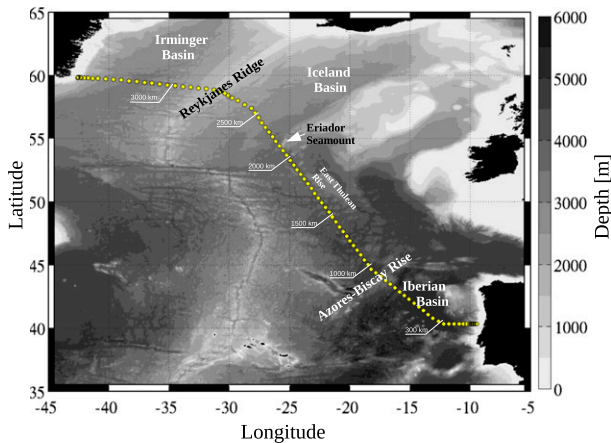 65
60
55
50
45
40
35
Latitude
-45
-40
-35
-30
-25
-20
-15
-10
-5
Longitude
6000
5000
4000
3000
2000
1000
0
Depth [m]
Irminger
Basin
Reykjanes Ridge
Iceland
Basin
3000 km
2500 km
Eriador
Seamount
2000 km
East Thulean
Rise
1500 km
1000 km
Azores-Biscay Rise
Iberian
Basin
300 km